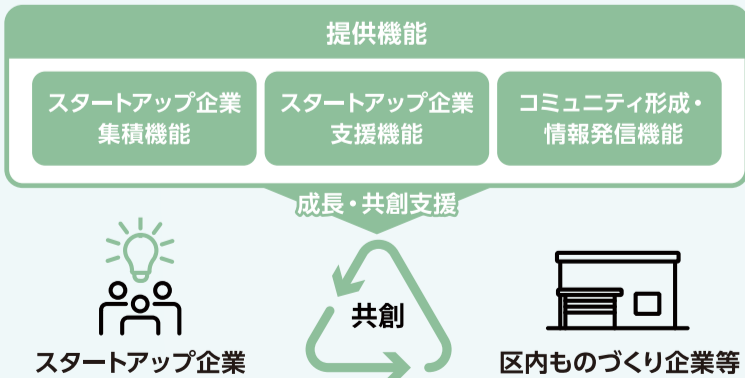 提供機能
スタートアップ企業
集積機能
スタートアップ企業
支援機能
コミュニティ形成・
情報発信機能
成長・共創支援
共創
スタートアップ企業
区内ものづくり企業等